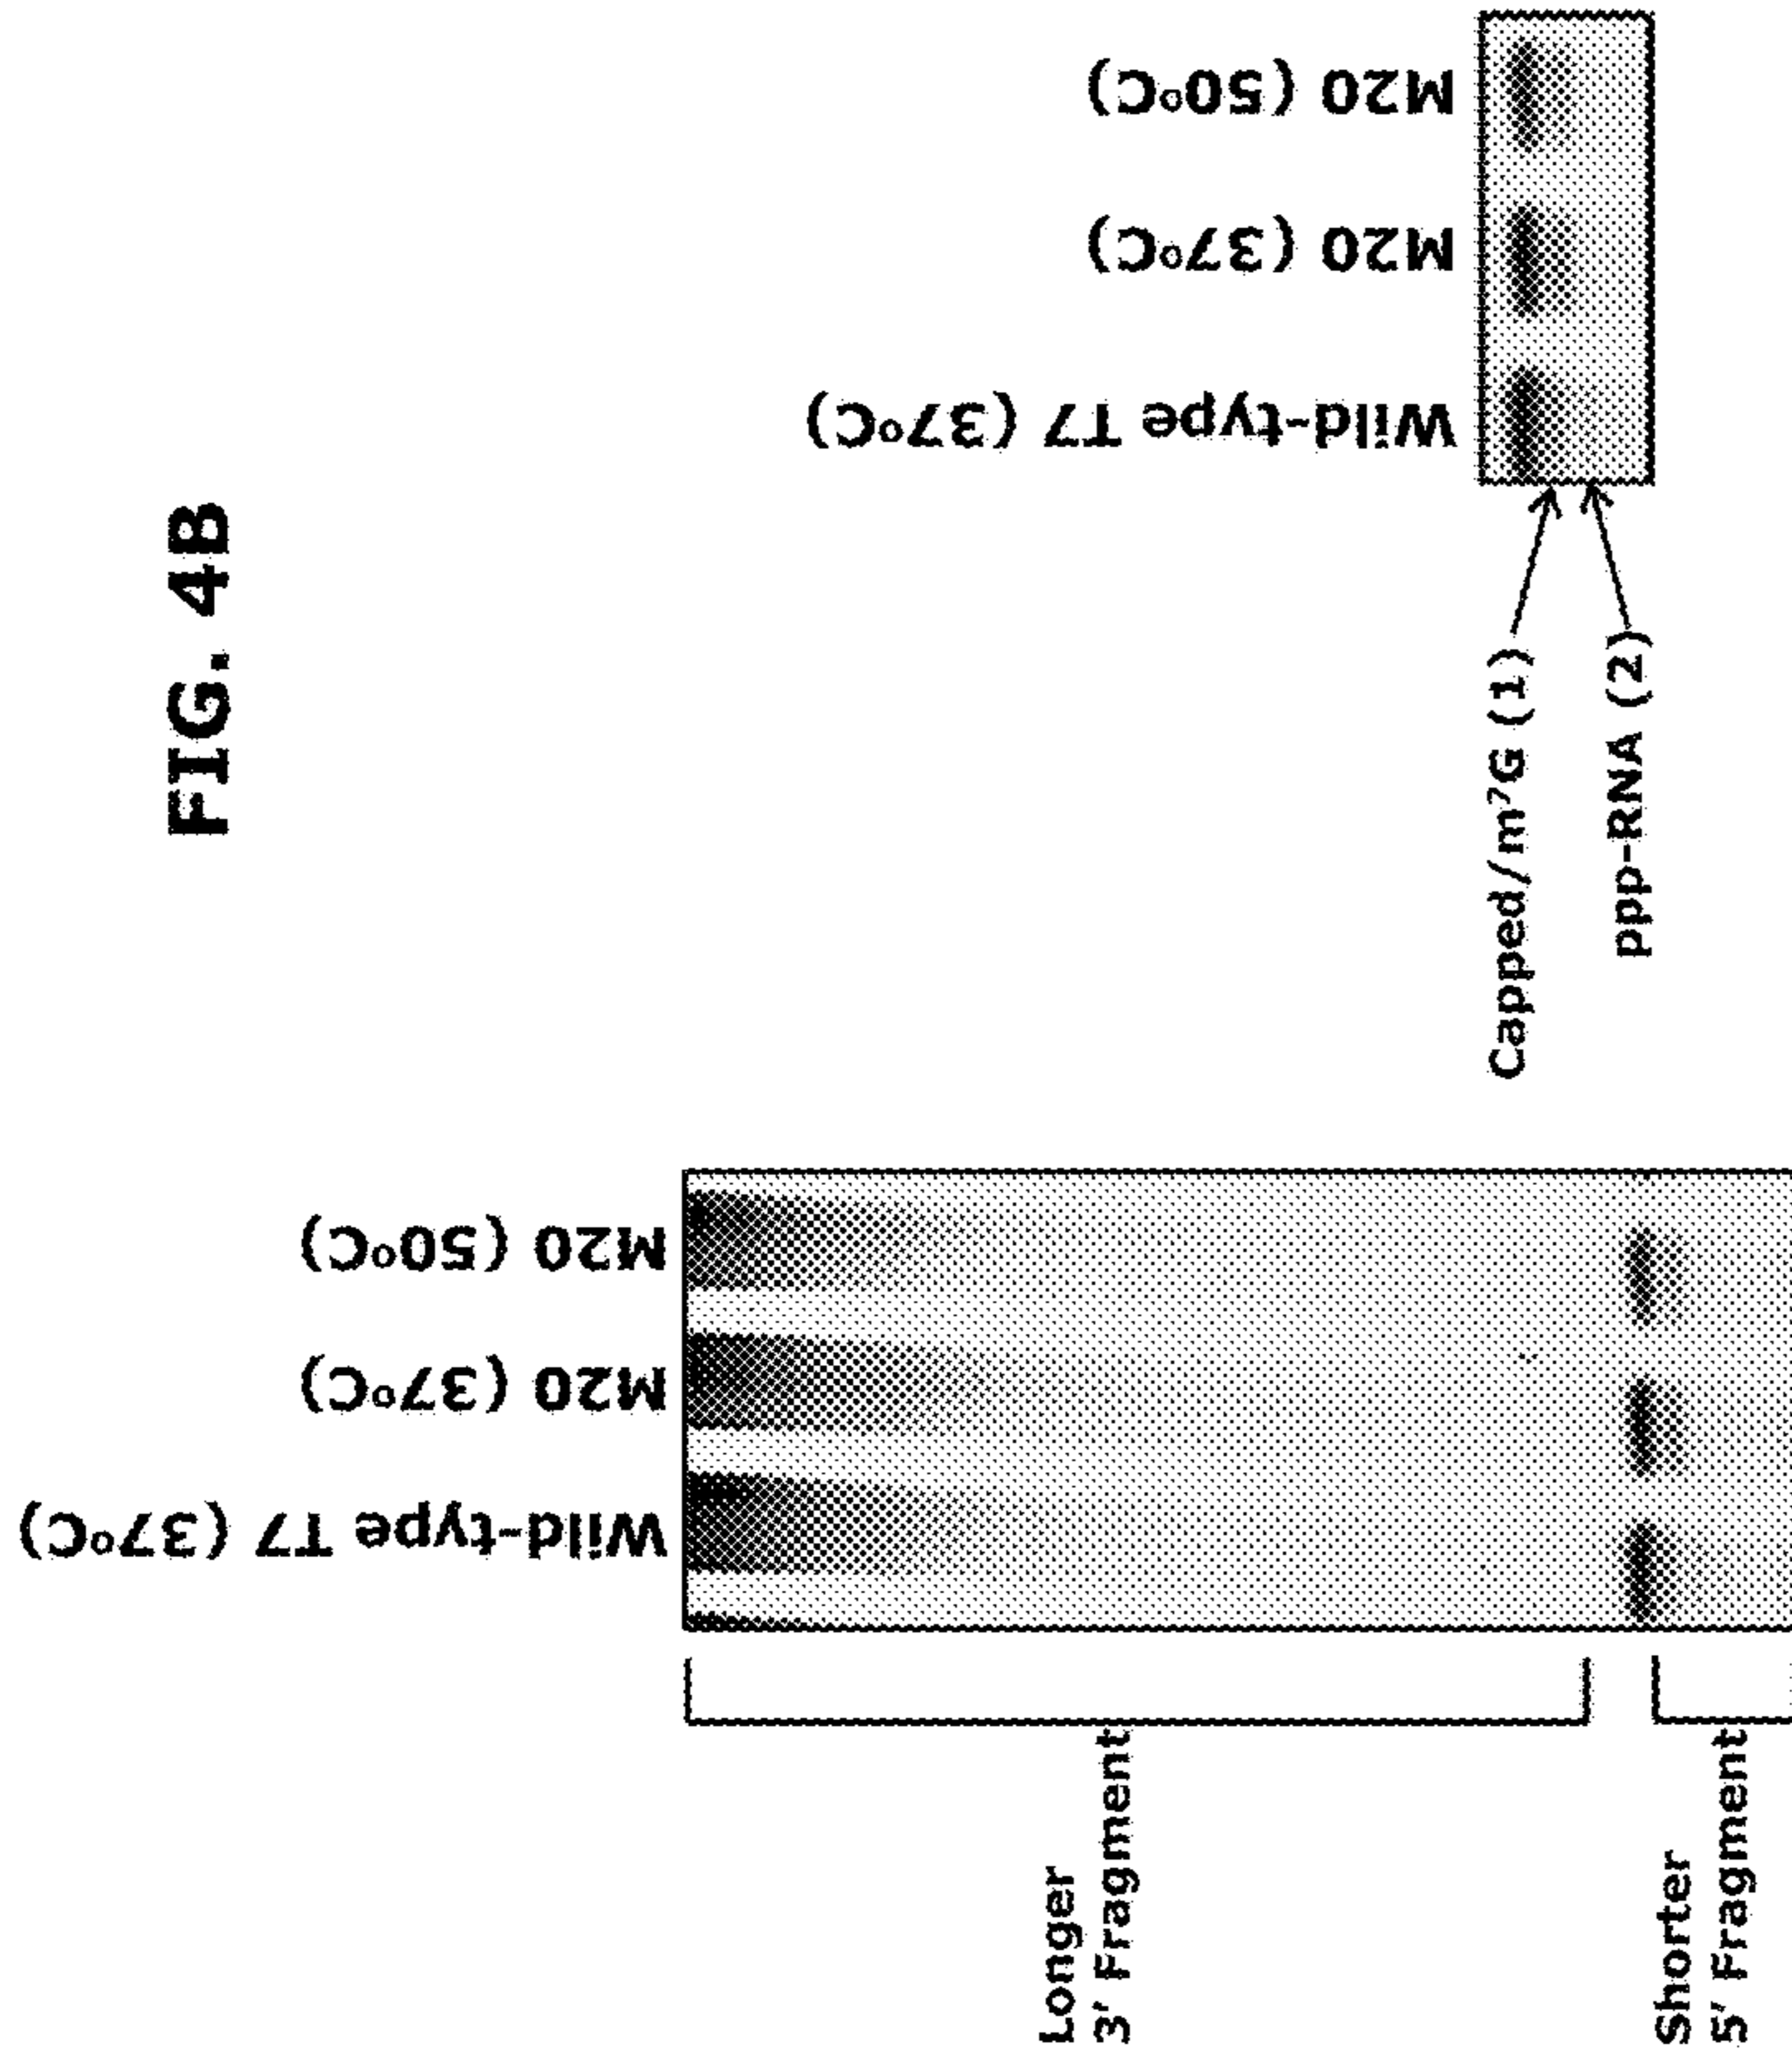 FIG. 4B
Wild-type T7 (37°C)
M20 (37°C)
M20 (50°C)
Longer
3' Fragment
Shorter
5' Fragment
Wild-type T7 (37°C)
M20 (37°C)
M20 (50°C)
Capped/m⁷G (1)
ppp-RNA (2)